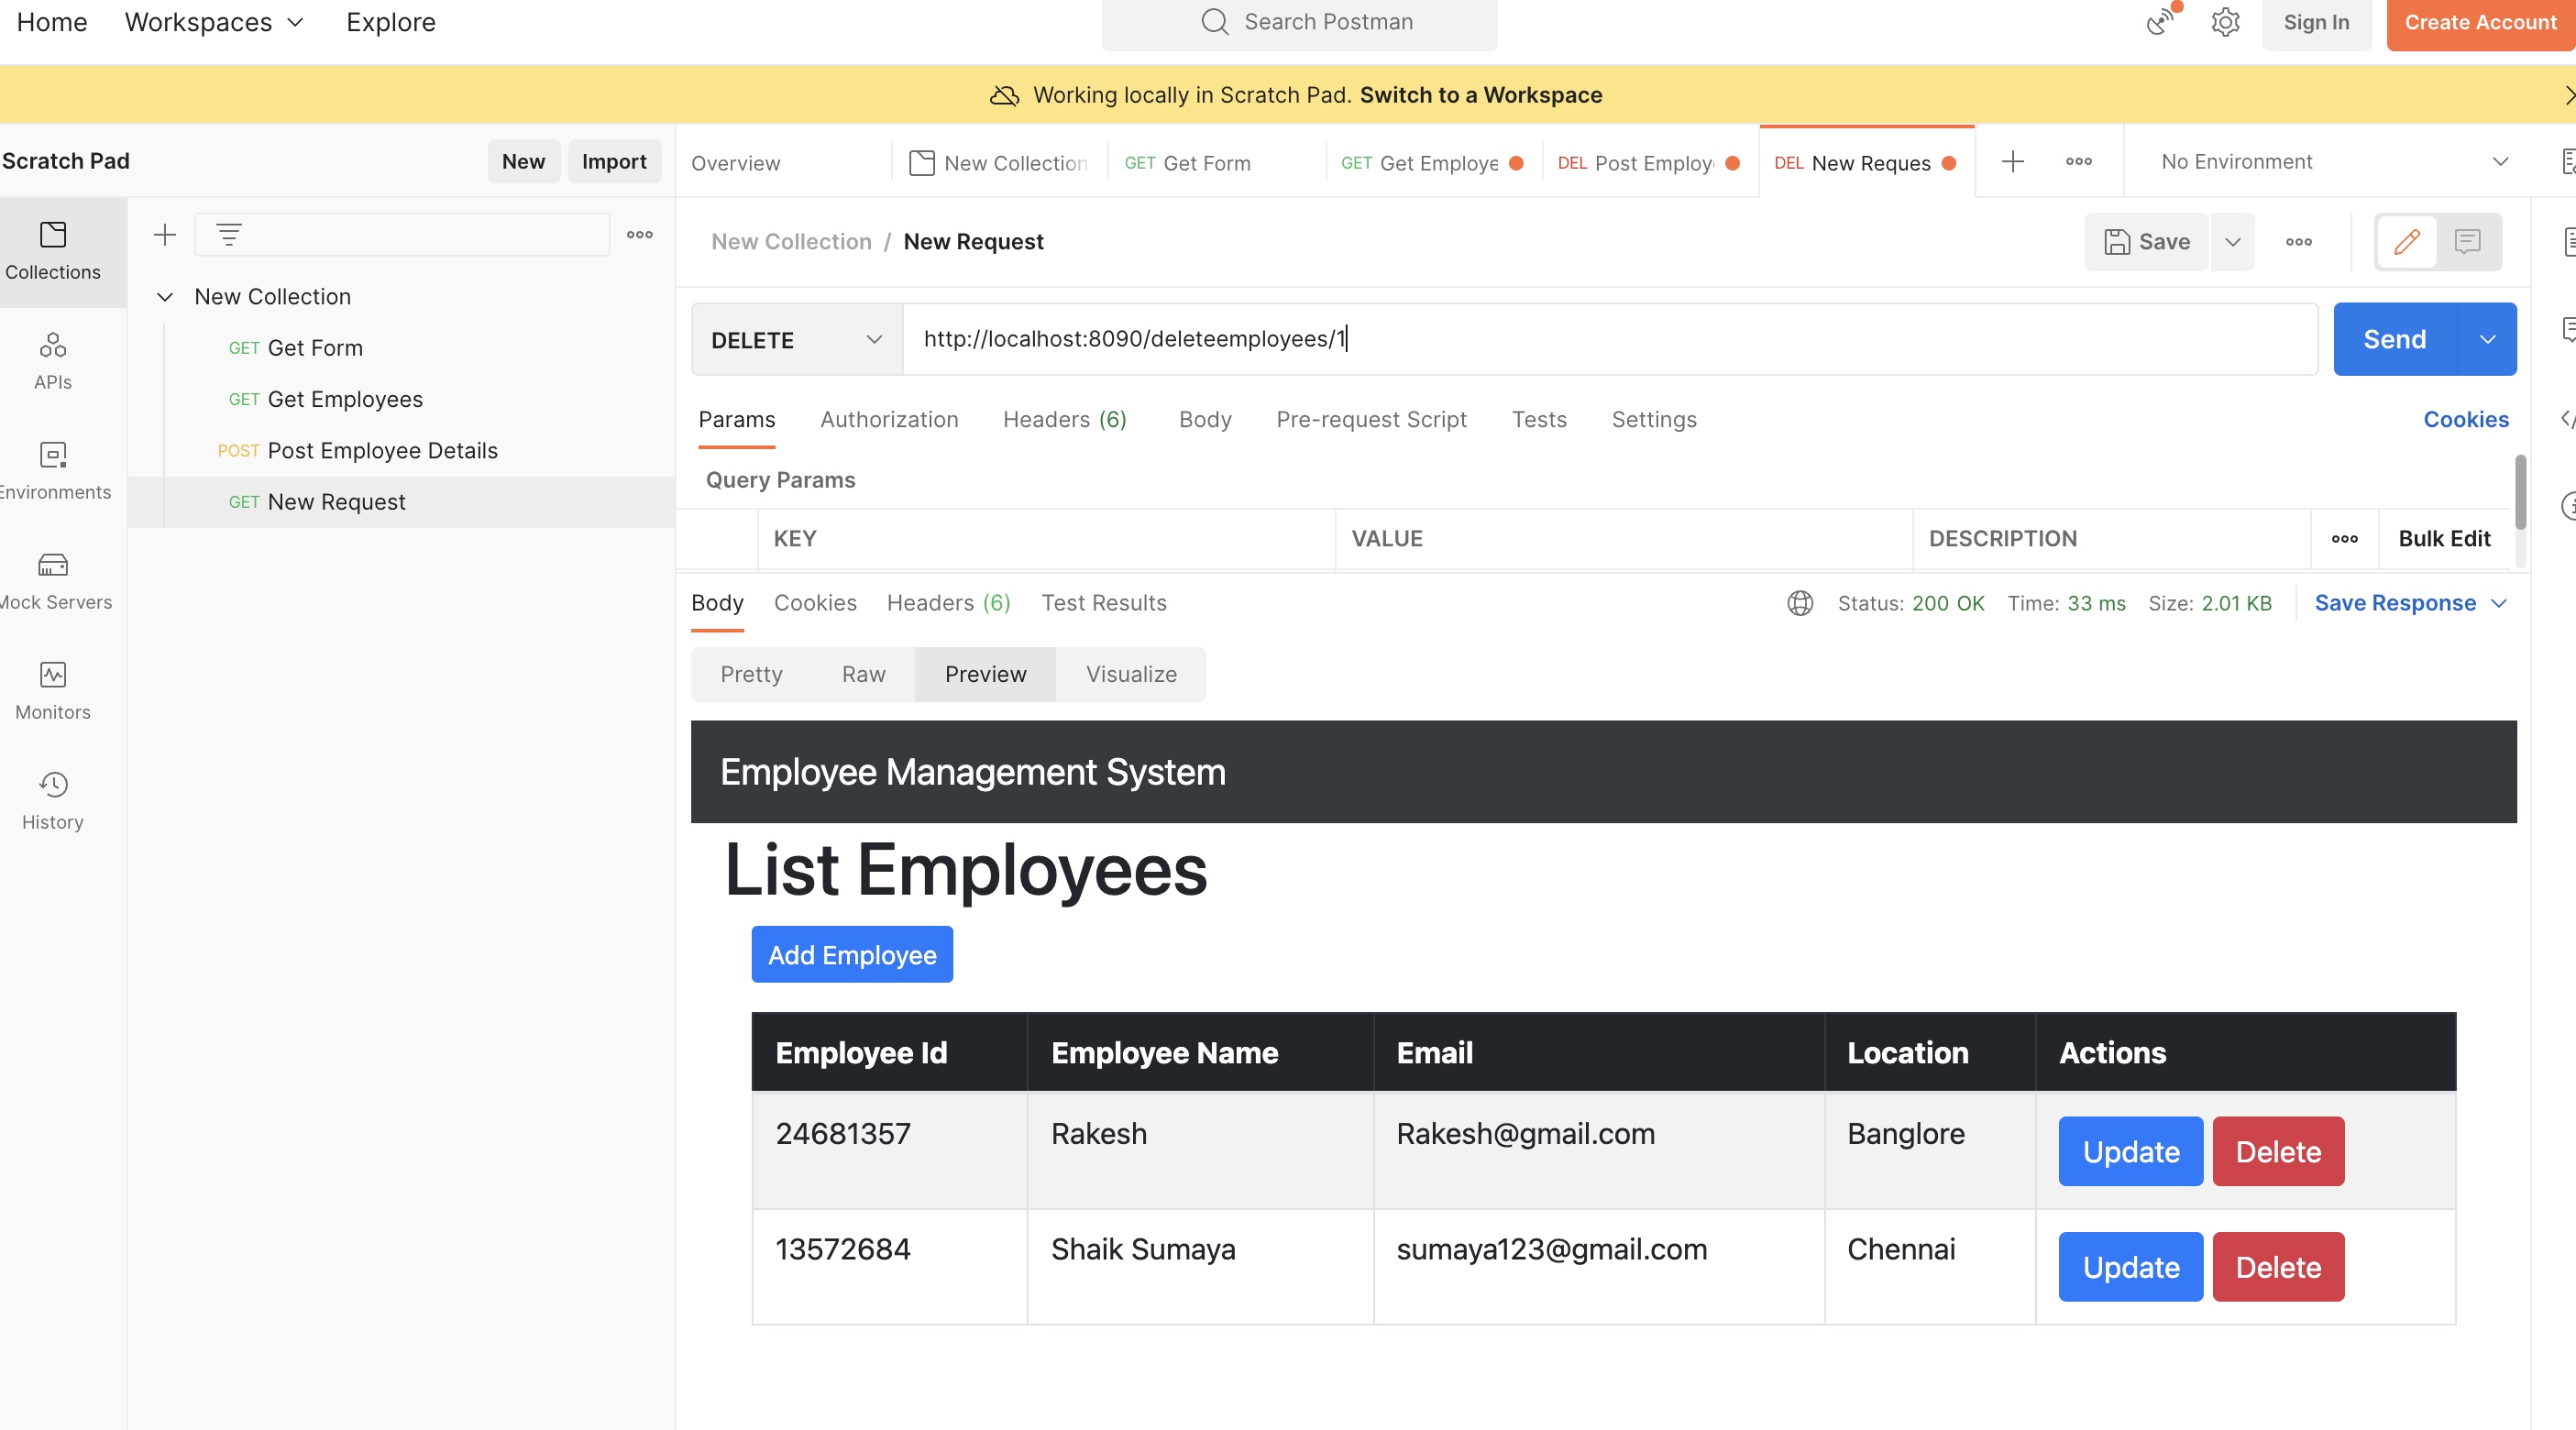 Home Workspaces Explore Search Postman Sign In Create Account
Working locally in Scratch Pad. Switch to a Workspace
Scratch Pad New Import Overview New Collection GET Get Form GET Get Employe DEL Post Employ DEL New Reques No Environment
New Collection / New Request Save
Collections
New Collection
GET Get Form
GET Get Employees
POST Post Employee Details
GET New Request
APIs
Environments
Mock Servers
Monitors
History
DELETE http://localhost:8090/deleteemployees/1 Send
Params Authorization Headers (6) Body Pre-request Script Tests Settings Cookies
Query Params
KEY VALUE DESCRIPTION Bulk Edit
Body Cookies Headers (6) Test Results Status: 200 OK Time: 33 ms Size: 2.01 KB Save Response
Pretty Raw Preview Visualize
Employee Management System
List Employees
Add Employee
Employee Id Employee Name Email Location Actions
24681357 Rakesh Rakesh@gmail.com Banglore Update Delete
13572684 Shaik Sumaya sumaya123@gmail.com Chennai Update Delete